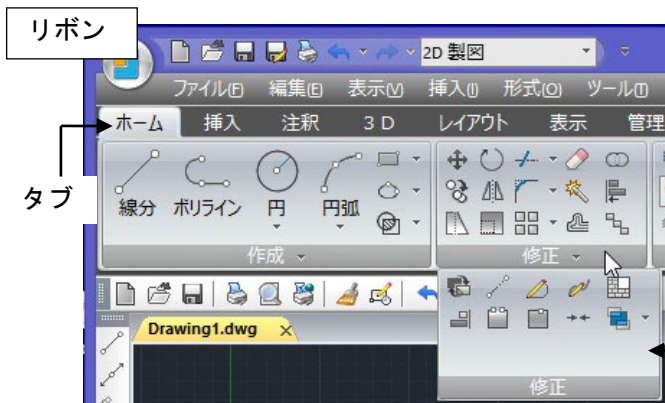 リボン
2D 製図
ファイル(F) 編集(E) 表示(V) 挿入(I) 形式(O) ツール(T)
ホーム 挿入 注釈 3 D レイアウト 表示 管理
タブ
線分 ポリライン 円 円弧
作成 修正
Drawing1.dwg
修正